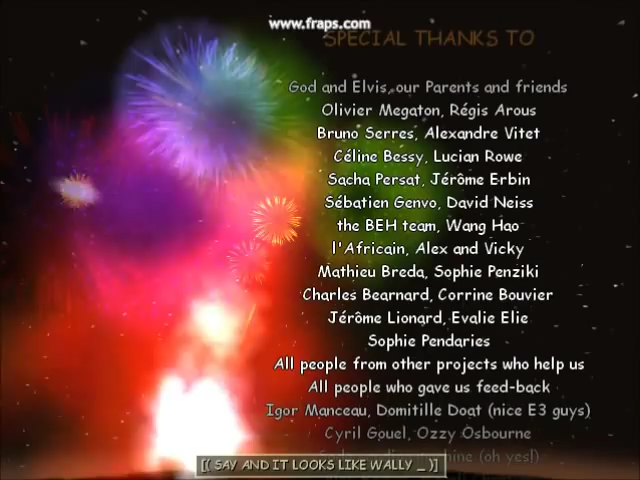 www.fraps.com
SPECIAL THANKS TO
God and Elvis, our Parents and friends
Olivier Megaton, Régis Arous
Bruno Serres, Alexandre Vitet
Céline Bessy, Lucian Rowe
Sacha Persat, Jérôme Erbin
Sébatien Genvo, David Neiss
the BEH team, Wang Hao
l'Africain, Alex and Vicky
Mathieu Breda, Sophie Penziki
Charles Bearnard, Corrine Bouvier
Jérôme Lionard, Evalie Elie
Sophie Pendaries
All people from other projects who help us
All people who gave us feed-back
Igor Manceau, Domitille Doat (nice E3 guys)
Cyril Gouel, Ozzy Osbourne
(oh yes!)
[( SAY AND IT LOOKS LIKE WALLY _ )]